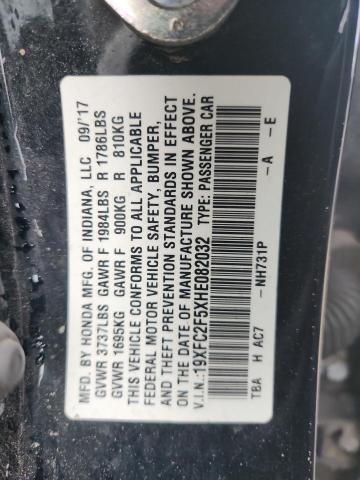 MFD. BY HONDA MFG. OF INDIANA, LLC 09/'17
GVWR 3737LBS GAWR F 1984LBS R 1786LBS
GVWR 1695KG GAWR F 900KG R 810KG
THIS VEHICLE CONFORMS TO ALL APPLICABLE
FEDERAL MOTOR VEHICLE SAFETY, BUMPER,
AND THEFT PREVENTION STANDARDS IN EFFECT
ON THE DATE OF MANUFACTURE SHOWN ABOVE.
V.I.N.:19XFC2F5XHE082032 TYPE: PASSENGER CAR
NH731P A E
TBA H AC7